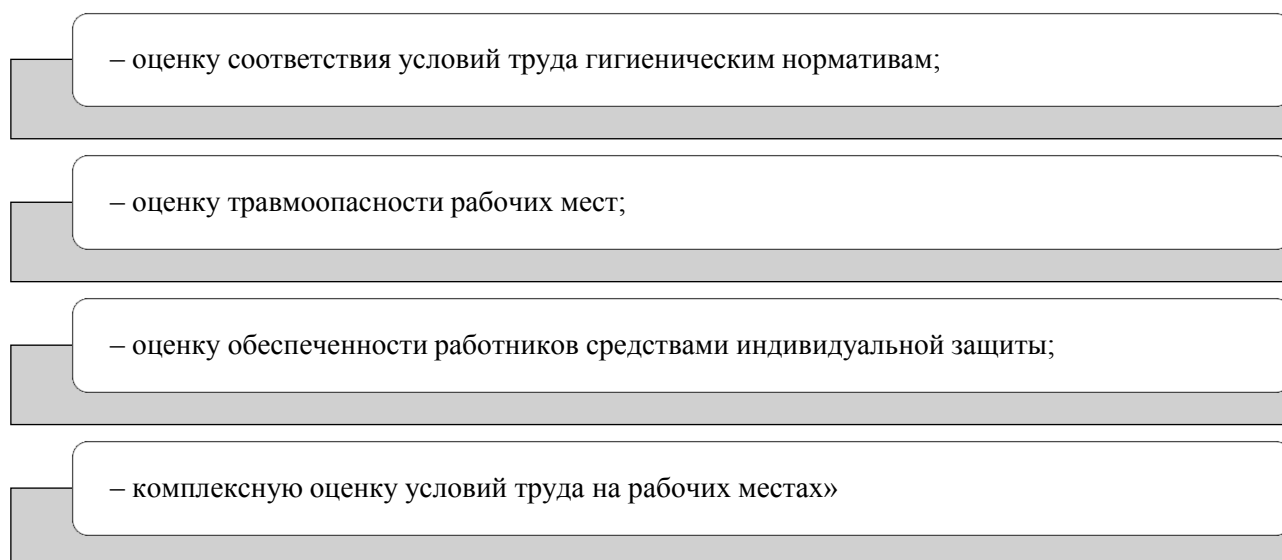 – оценку соответствия условий труда гигиеническим нормативам;
– оценку травмоопасности рабочих мест;
– оценку обеспеченности работников средствами индивидуальной защиты;
– комплексную оценку условий труда на рабочих местах»